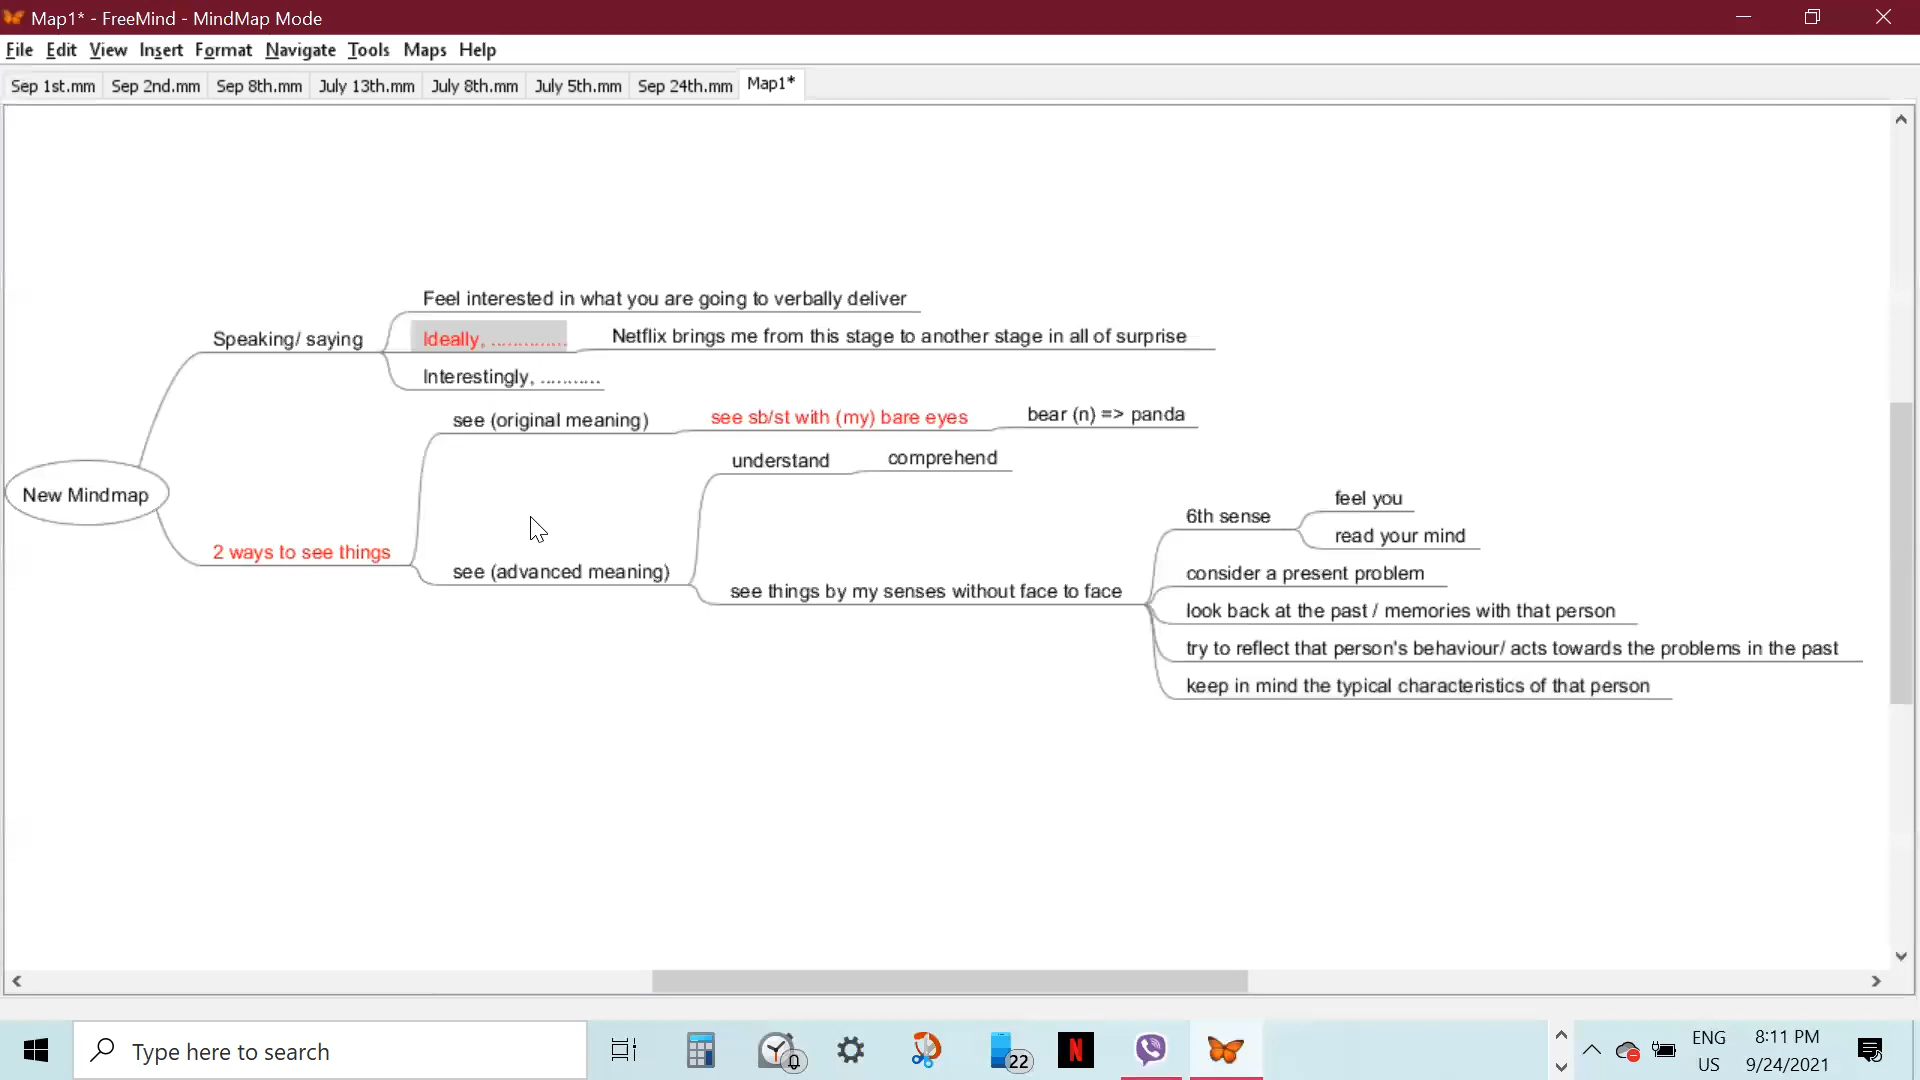 Map1* - FreeMind - MindMap Mode
File Edit View Insert Format Navigate Tools Maps Help
Sep 1st.mm Sep 2nd.mm Sep 8th.mm July 13th.mm July 8th.mm July 5th.mm Sep 24th.mm Map1*
New Mindmap
Speaking/ saying
Feel interested in what you are going to verbally deliver
Ideally, ..............
Netflix brings me from this stage to another stage in all of surprise
Interestingly, ...........
2 ways to see things
see (original meaning)
see sb/st with (my) bare eyes
bear (n) => panda
see (advanced meaning)
understand
comprehend
see things by my senses without face to face
6th sense
feel you
read your mind
consider a present problem
look back at the past / memories with that person
try to reflect that person's behaviour/ acts towards the problems in the past
keep in mind the typical characteristics of that person
Type here to search
22
N
ENG
US
8:11 PM
9/24/2021